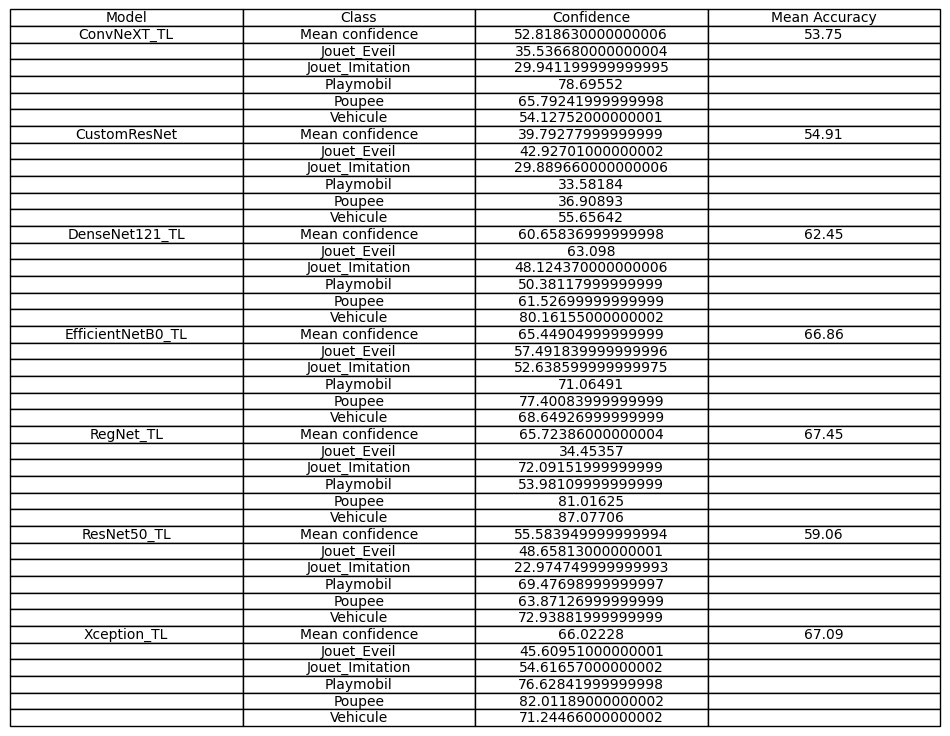 Model Class Confidence Mean Accuracy
ConvNeXT_TL Mean confidence 52.818630000000006 53.75
Jouet_Eveil 35.536680000000004
Jouet_Imitation 29.941199999999995
Playmobil 78.69552
Poupee 65.79241999999998
Vehicule 54.12752000000001
CustomResNet Mean confidence 39.79277999999999 54.91
Jouet_Eveil 42.92701000000002
Jouet_Imitation 29.889660000000006
Playmobil 33.58184
Poupee 36.90893
Vehicule 55.65642
DenseNet121_TL Mean confidence 60.65836999999998 62.45
Jouet_Eveil 63.098
Jouet_Imitation 48.124370000000006
Playmobil 50.38117999999999
Poupee 61.52699999999999
Vehicule 80.16155000000002
EfficientNetB0_TL Mean confidence 65.44904999999999 66.86
Jouet_Eveil 57.491839999999996
Jouet_Imitation 52.638599999999975
Playmobil 71.06491
Poupee 77.40083999999999
Vehicule 68.64926999999999
RegNet_TL Mean confidence 65.72386000000004 67.45
Jouet_Eveil 34.45357
Jouet_Imitation 72.09151999999999
Playmobil 53.98109999999999
Poupee 81.01625
Vehicule 87.07706
ResNet50_TL Mean confidence 55.583949999999994 59.06
Jouet_Eveil 48.65813000000001
Jouet_Imitation 22.974749999999993
Playmobil 69.47698999999997
Poupee 63.87126999999999
Vehicule 72.93881999999999
Xception_TL Mean confidence 66.02228 67.09
Jouet_Eveil 45.60951000000001
Jouet_Imitation 54.61657000000002
Playmobil 76.62841999999998
Poupee 82.01189000000002
Vehicule 71.24466000000002